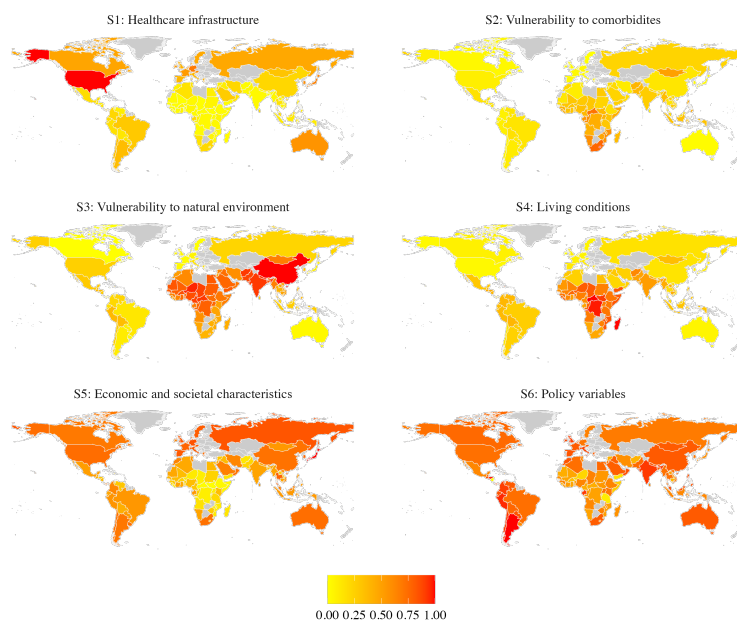 S1: Healthcare infrastructure
S2: Vulnerability to comorbidites
S3: Vulnerability to natural environment
S4: Living conditions
S5: Economic and societal characteristics
S6: Policy variables
0.00 0.25 0.50 0.75 1.00